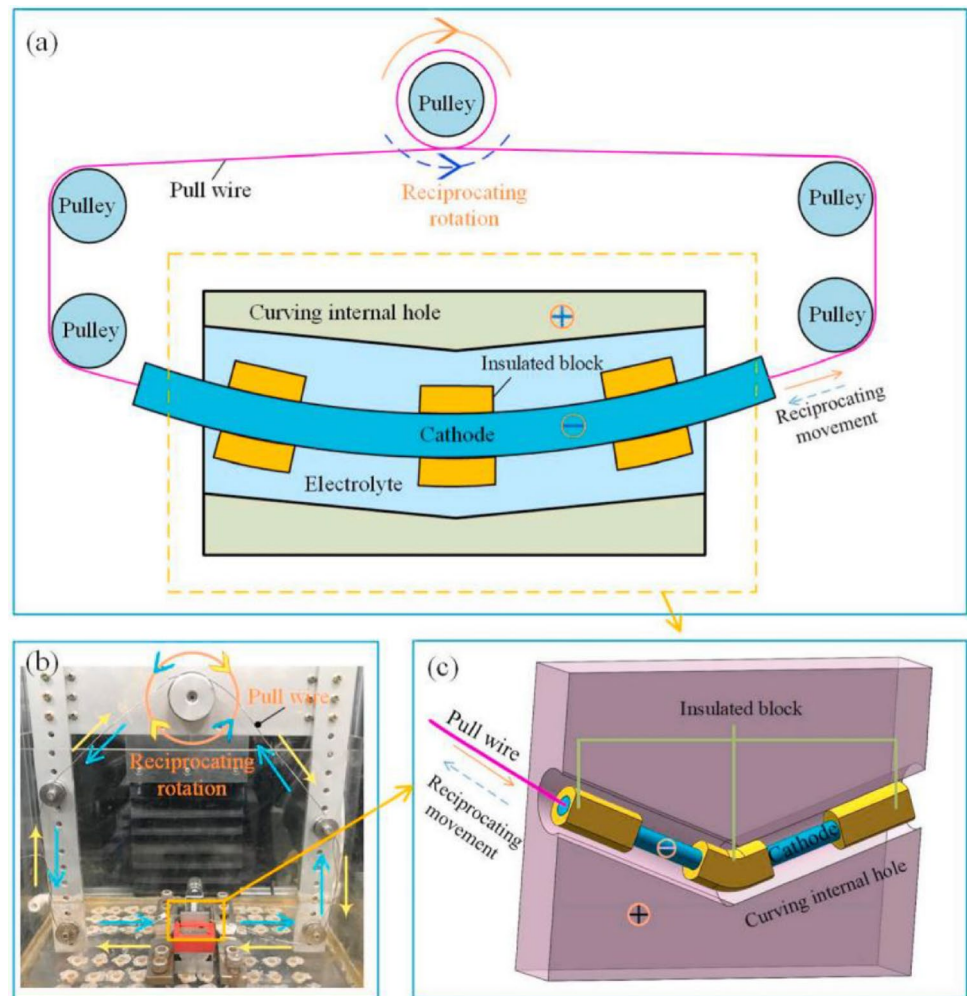 (a)
Pulley
Pull wire
Reciprocating
rotation
Pulley
Pulley
Pulley
Pulley
Curving internal hole
+
Insulated block
Cathode
−
Electrolyte
Reciprocating
movement
(b)
Pull wire
Reciprocating
rotation
(c)
Insulated block
Pull wire
Reciprocating
movement
−
Cathode
Curving internal hole
+